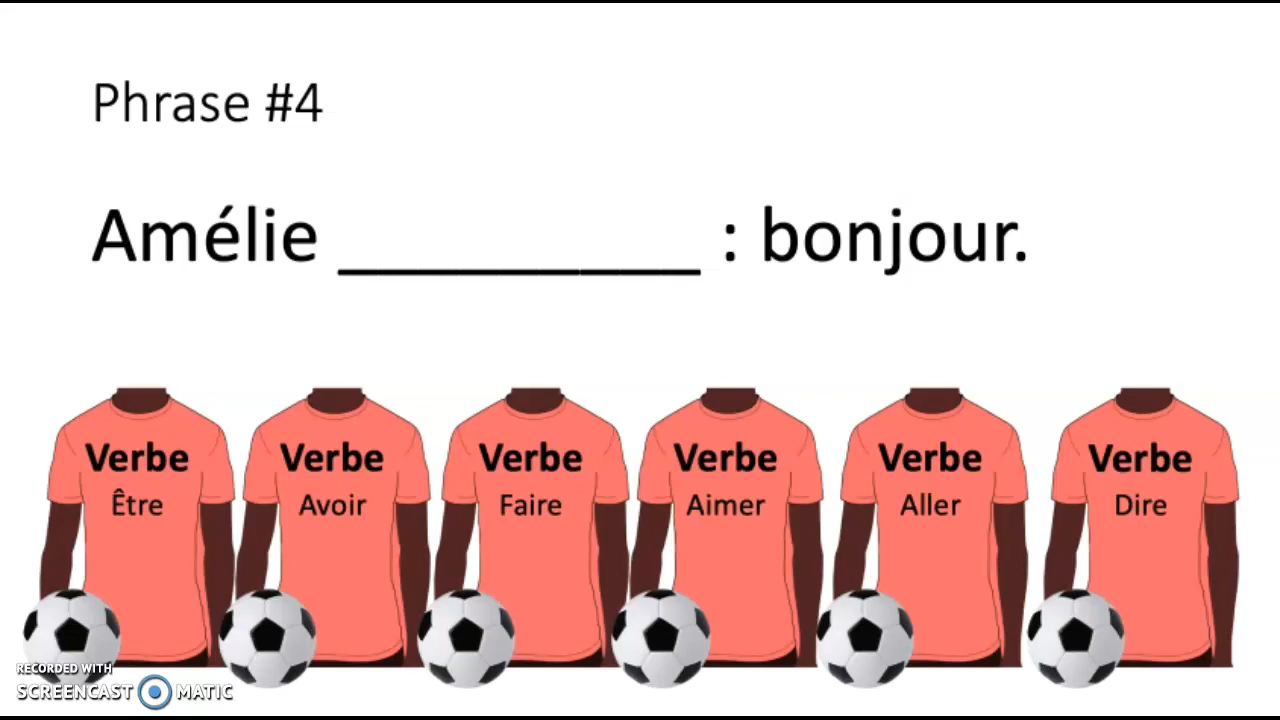 Phrase #4
Amélie _________ : bonjour.
Verbe Verbe Verbe Verbe Verbe Verbe
Être Avoir Faire Aimer Aller Dire
RECORDED WITH
SCREENCAST MATIC